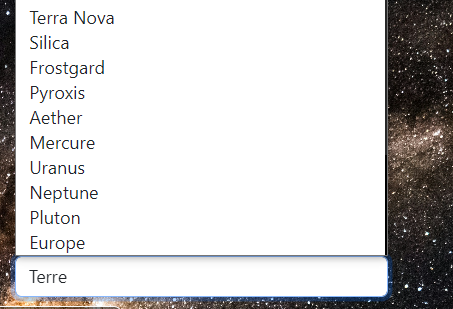 Terra Nova
Silica
Frostgard
Pyroxis
Aether
Mercure
Uranus
Neptune
Pluton
Europe
Terre